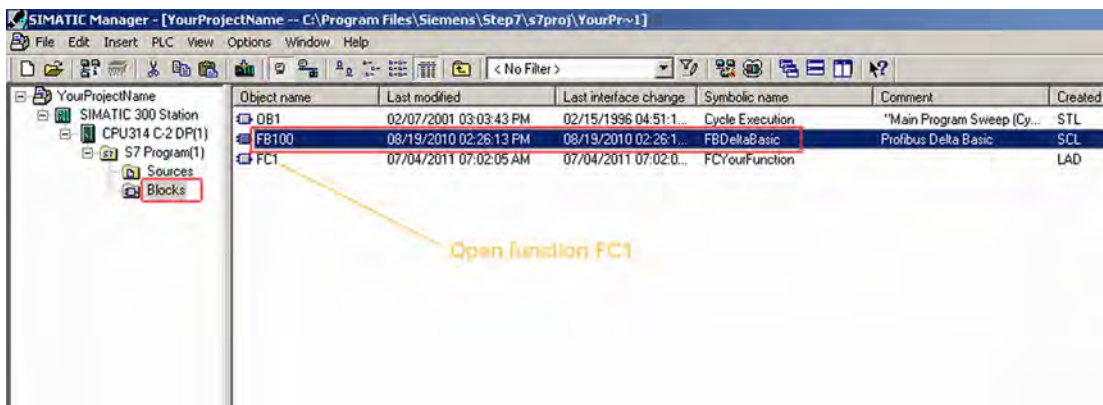 SIMATIC Manager - [YourProjectName -- C:\Program Files\Siemens\Step7\s7proj\YourPr~1]
File Edit Insert PLC View Options Window Help
< No Filter >
YourProjectName
SIMATIC 300 Station
CPU314 C-2 DP(1)
S7 Program(1)
Sources
Blocks
Object name Last modified Last interface change Symbolic name Comment Created
OB1 02/07/2001 03:03:43 PM 02/15/1996 04:51:1... Cycle Execution "Main Program Sweep (Cy... STL
FB100 08/19/2010 02:26:13 PM 08/19/2010 02:26:1... FBDeltaBasic Profibus Delta Basic SCL
FC1 07/04/2011 07:02:05 AM 07/04/2011 07:02:0... FCYourFunction LAD
Open function FC1